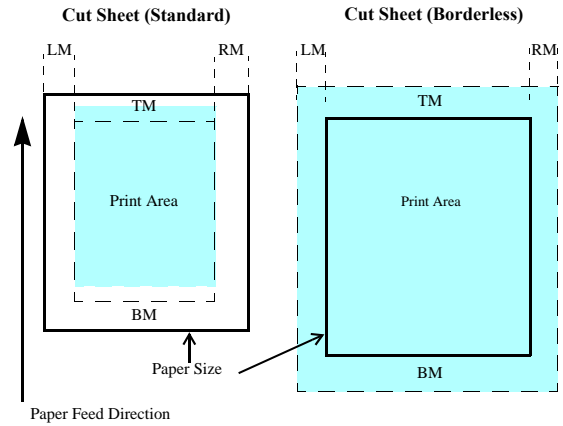 Cut Sheet (Standard)
Cut Sheet (Borderless)
LM
RM
LM
RM
TM
TM
Print Area
Print Area
BM
Paper Size
BM
Paper Feed Direction